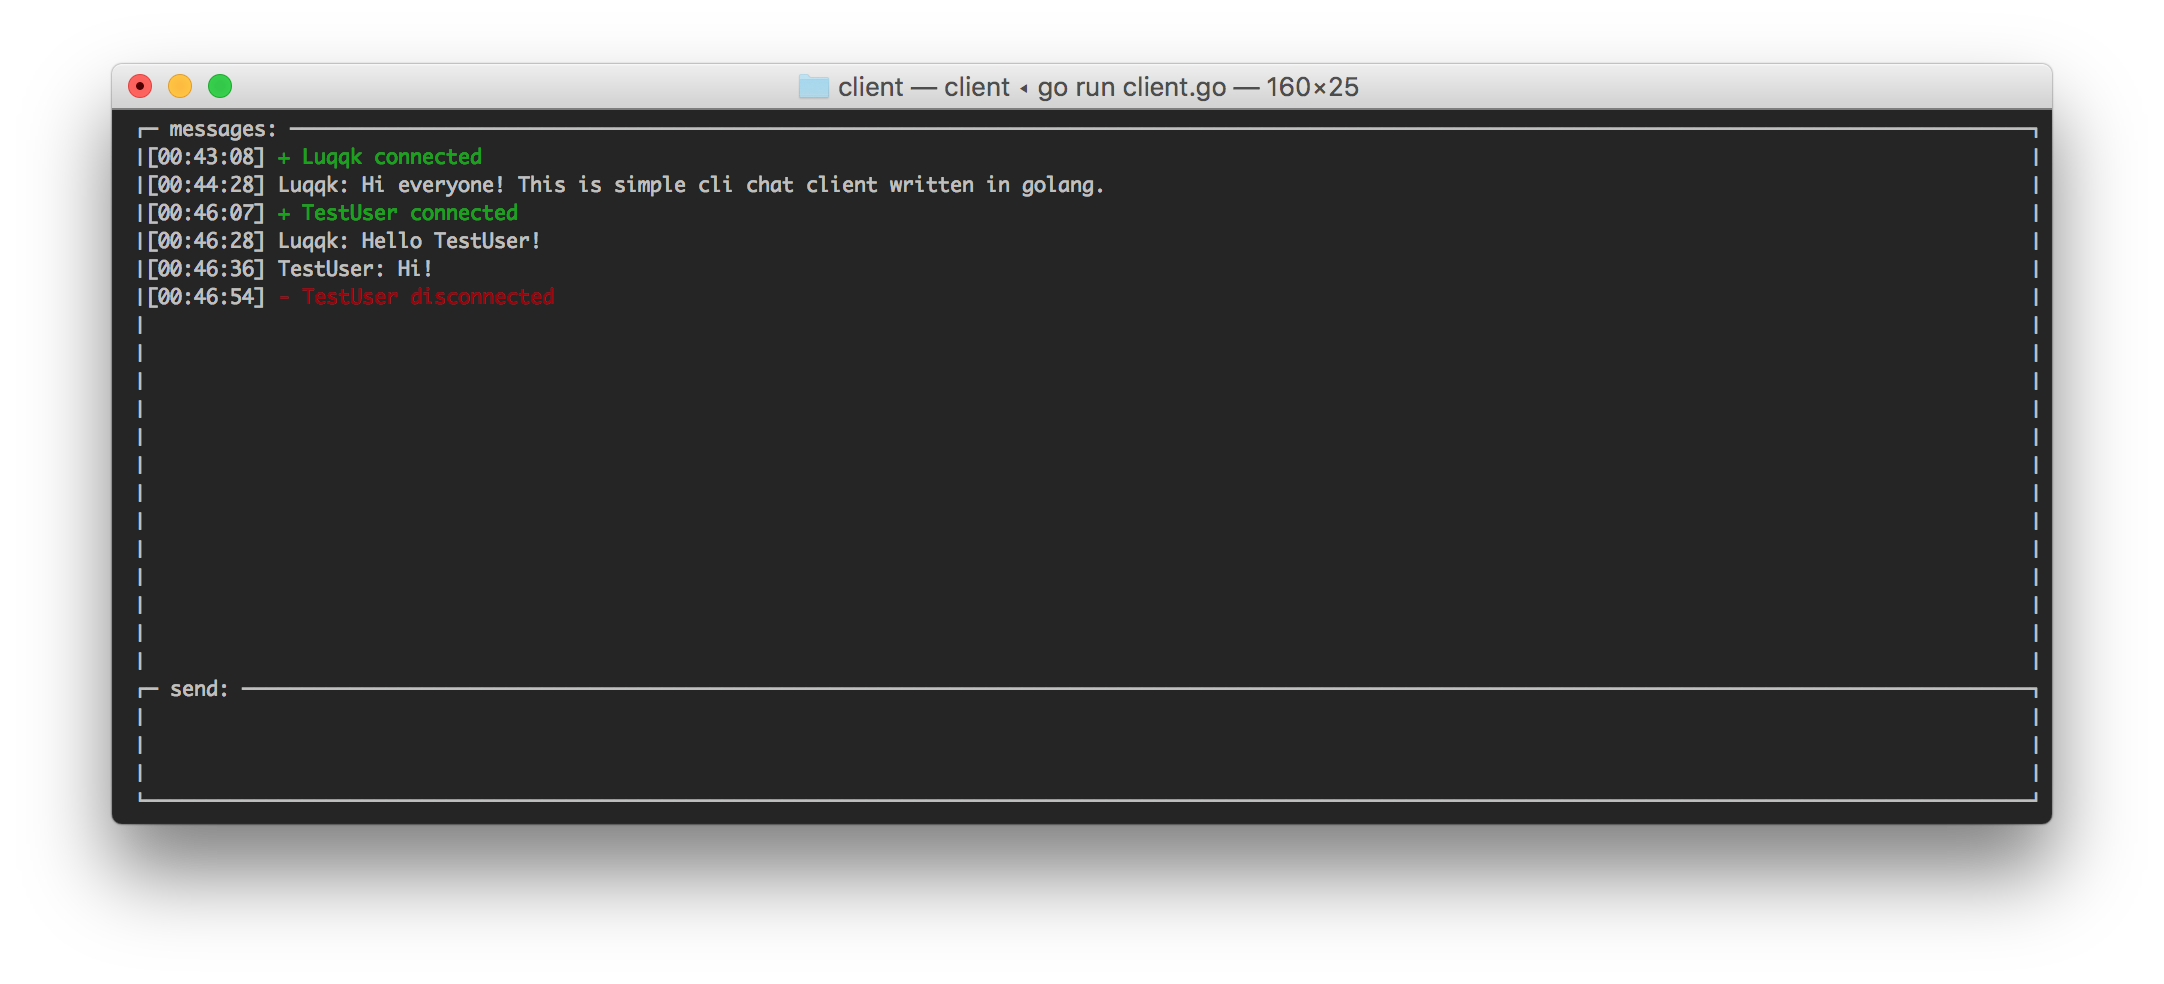 client — client ◂ go run client.go — 160×25
messages:
[00:43:08] + Luqqk connected
[00:44:28] Luqqk: Hi everyone! This is simple cli chat client written in golang.
[00:46:07] + TestUser connected
[00:46:28] Luqqk: Hello TestUser!
[00:46:36] TestUser: Hi!
[00:46:54] - TestUser disconnected
send: